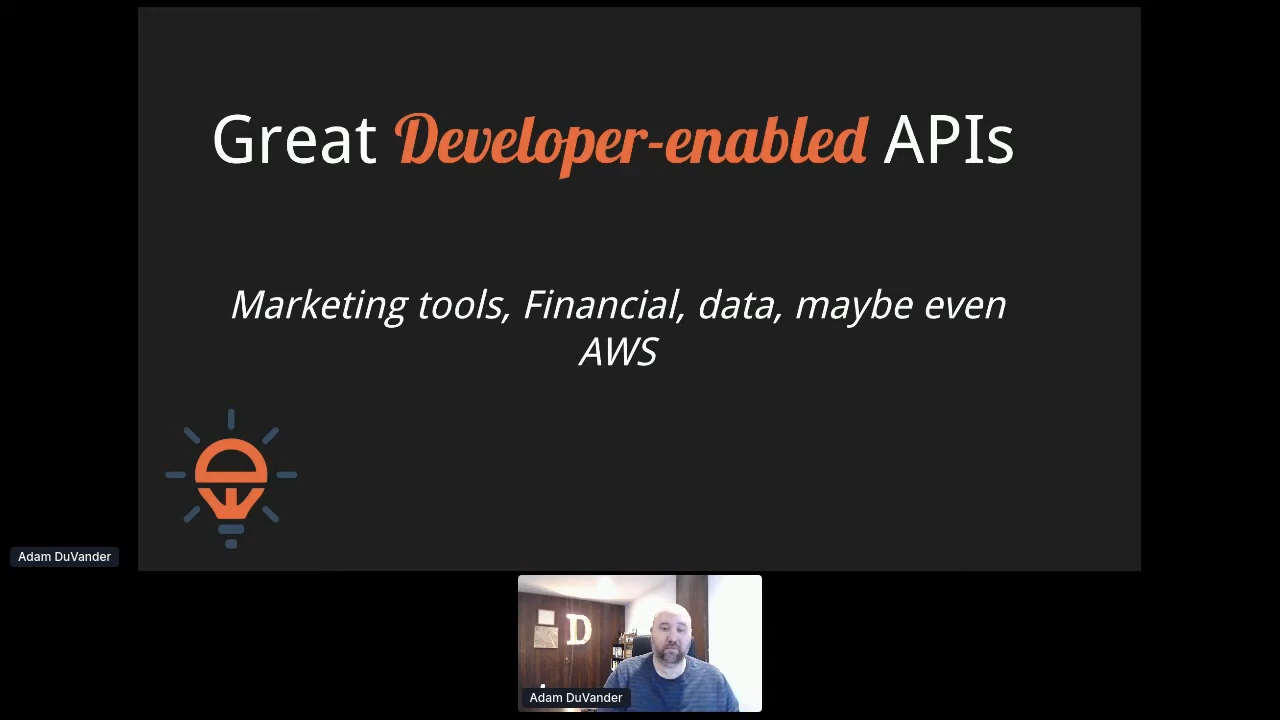 Great Developer-enabled APIs
Marketing tools, Financial, data, maybe even
AWS
Adam DuVander
D
Adam DuVander